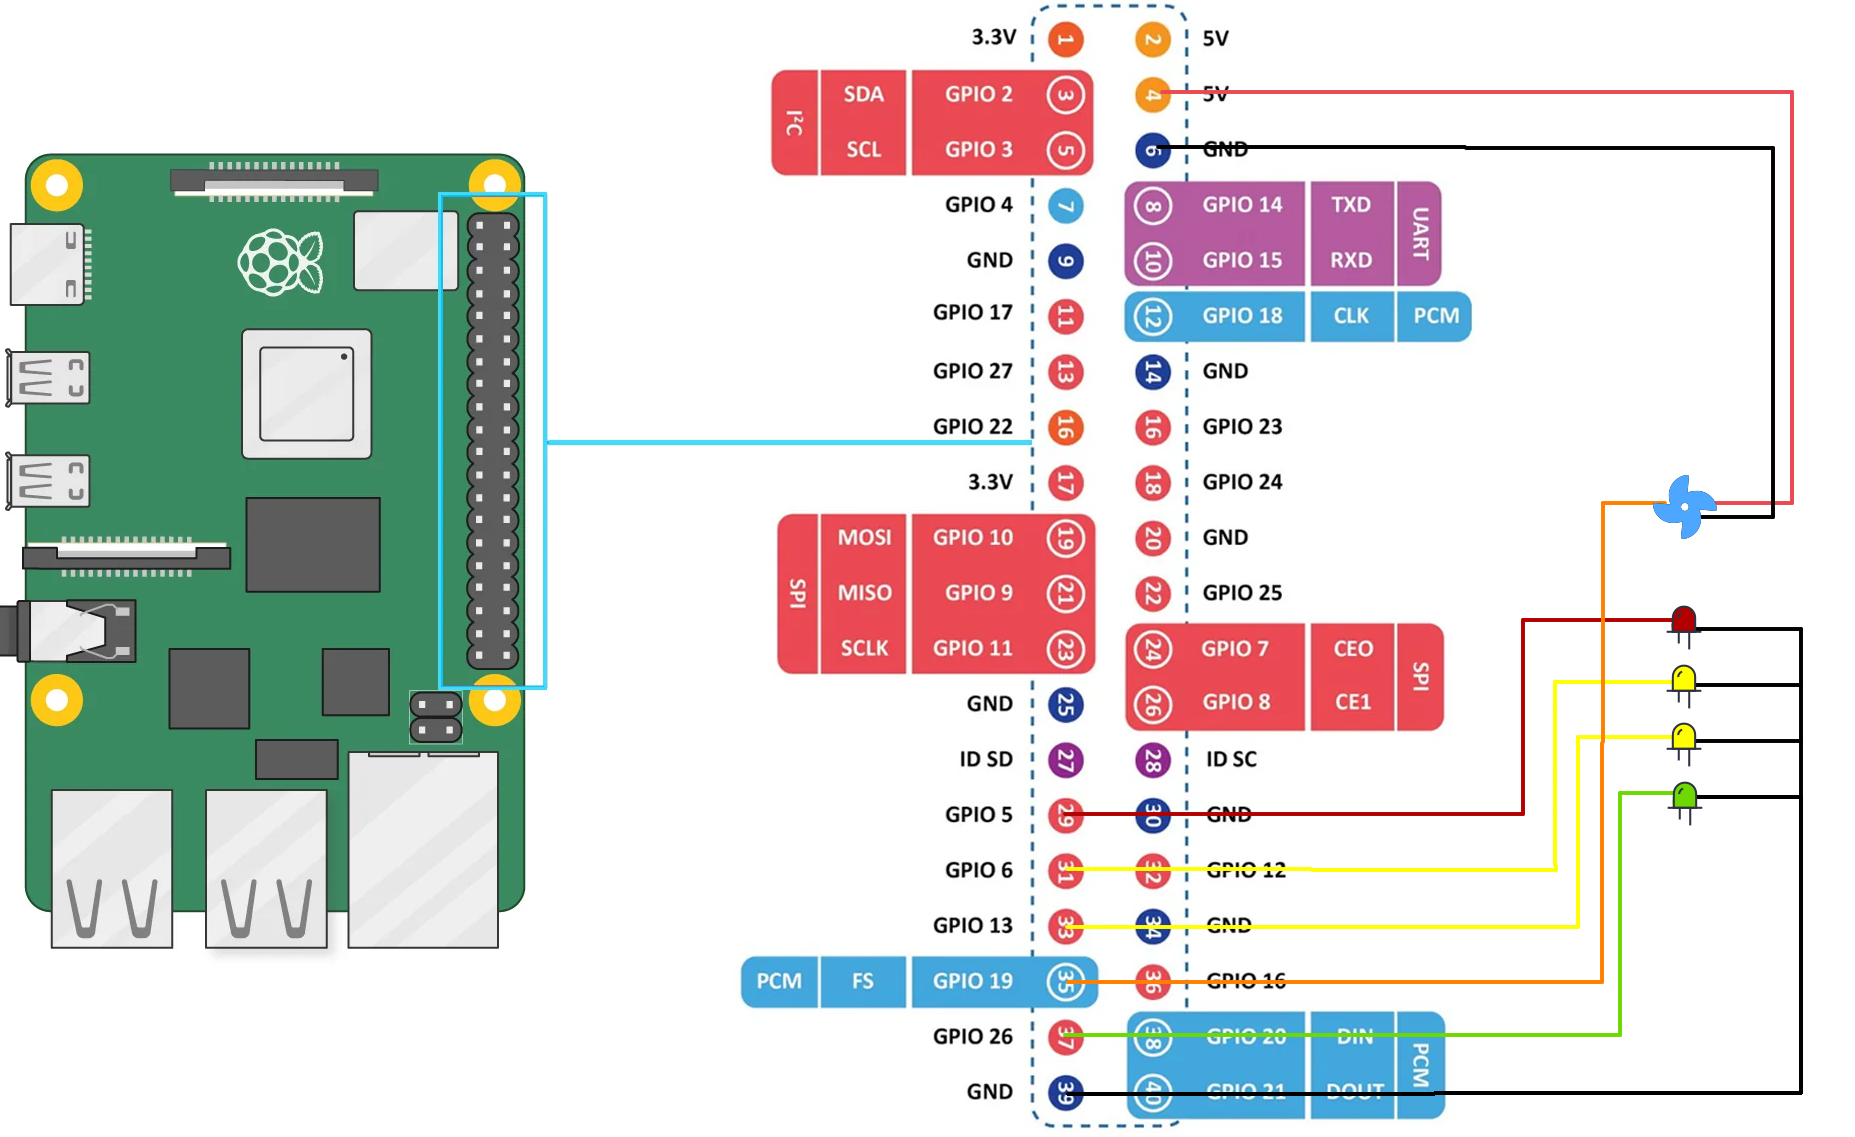 3.3V 1 2 5V
I²C SDA GPIO 2 3 4 5V
SCL GPIO 3 5 6 GND
GPIO 4 7 8 GPIO 14 TXD UART
GND 9 10 GPIO 15 RXD
GPIO 17 11 12 GPIO 18 CLK PCM
GPIO 27 13 14 GND
GPIO 22 16 16 GPIO 23
3.3V 17 18 GPIO 24
MOSI GPIO 10 19 20 GND
SPI MISO GPIO 9 21 22 GPIO 25
SCLK GPIO 11 23 24 GPIO 7 CEO SPI
GND 25 26 GPIO 8 CE1
ID SD 27 28 ID SC
GPIO 5 29 30 GND
GPIO 6 31 32 GPIO 12
GPIO 13 33 34 GND
PCM FS GPIO 19 35 36 GPIO 16
GPIO 26 37 38 GPIO 20 DIN PCM
GND 39 40 GPIO 21 DOUT